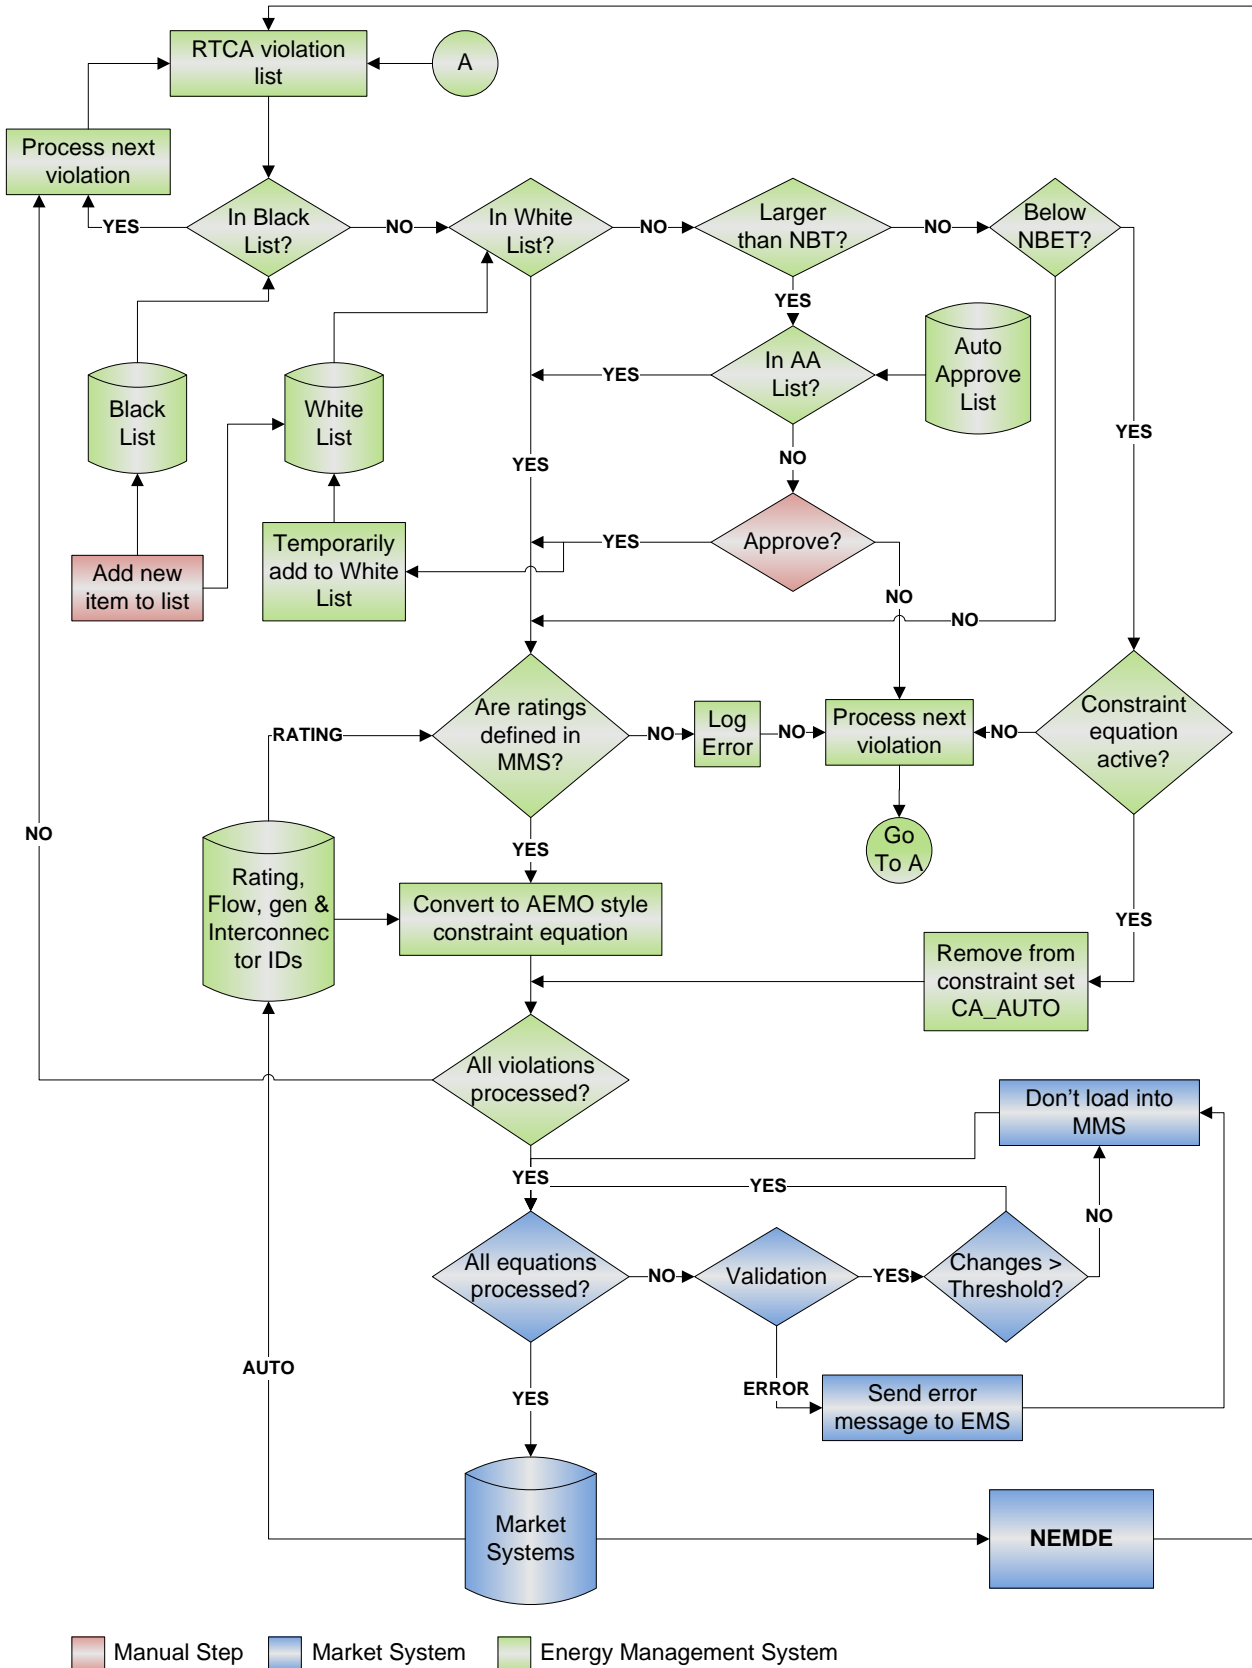 RTCA violation
list
A
Process next
violation
In Black
List?
YES
NO
In White
List?
NO
Larger
than NBT?
NO
Below
NBET?
YES
In AA
List?
YES
Auto
Approve
List
Black
List
White
List
YES
YES
NO
Approve?
YES
Temporarily
add to White
List
Add new
item to list
NO
NO
Are ratings
defined in
MMS?
RATING
NO
Log
Error
NO
Process next
violation
NO
Constraint
equation
active?
NO
YES
Go
To A
Rating,
Flow, gen &
Interconnec
tor IDs
Convert to AEMO style
constraint equation
YES
Remove from
constraint set
CA_AUTO
All violations
processed?
Don't load into
MMS
YES
YES
NO
All equations
processed?
NO
Validation
YES
Changes >
Threshold?
AUTO
YES
ERROR
Send error
message to EMS
Market
Systems
NEMDE
Manual Step
Market System
Energy Management System